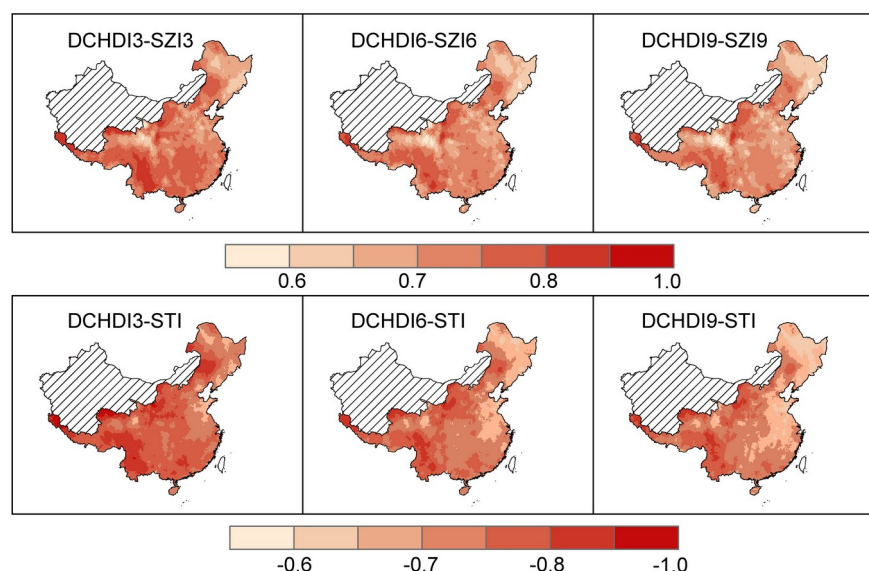 DCHDI3-SZI3 DCHDI6-SZI6 DCHDI9-SZI9
0.6 0.7 0.8 1.0
DCHDI3-STI DCHDI6-STI DCHDI9-STI
-0.6 -0.7 -0.8 -1.0